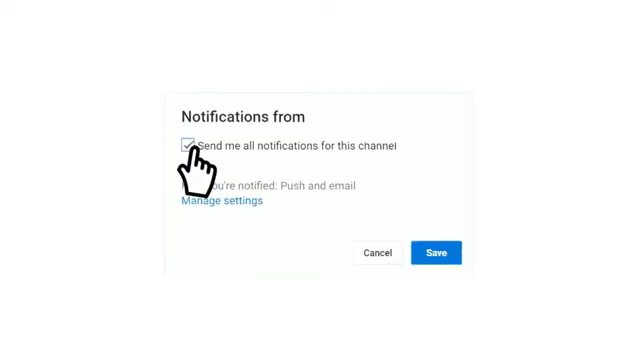 Notifications from
Send me all notifications for this channel
you're notified: Push and email
Manage settings
Cancel
Save